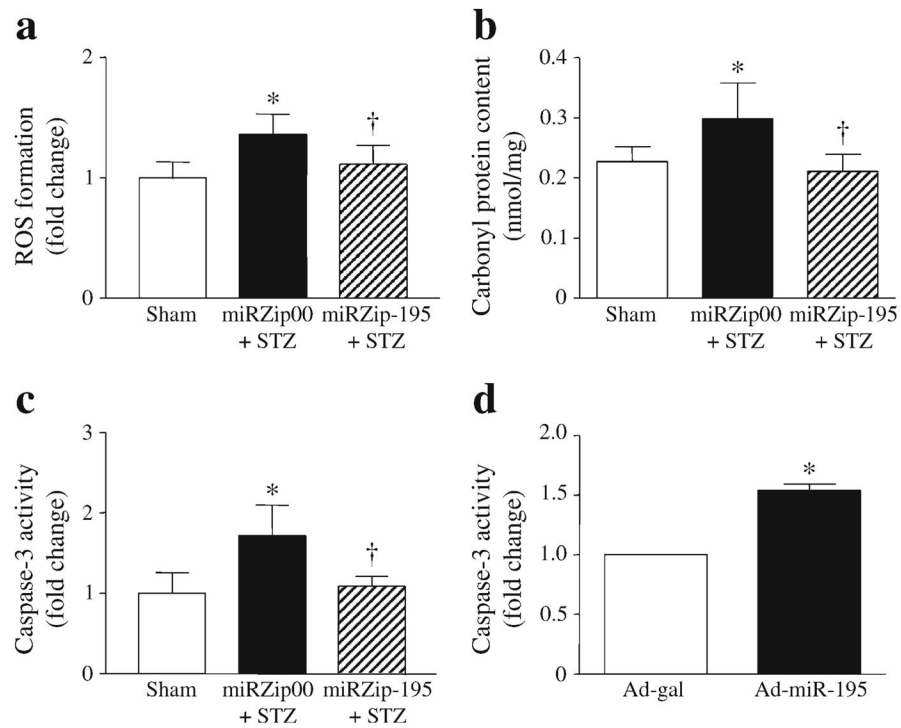 a
ROS formation
(fold change)
2
1
0
*
†
Sham
miRZip00
+ STZ
miRZip-195
+ STZ
b
Carbonyl protein content
(nmol/mg)
0.4
0.3
0.2
0.1
0
*
†
Sham
miRZip00
+ STZ
miRZip-195
+ STZ
c
Caspase-3 activity
(fold change)
3
2
1
0
*
†
Sham
miRZip00
+ STZ
miRZip-195
+ STZ
d
Caspase-3 activity
(fold change)
2.0
1.5
1.0
0.5
0
*
Ad-gal
Ad-miR-195